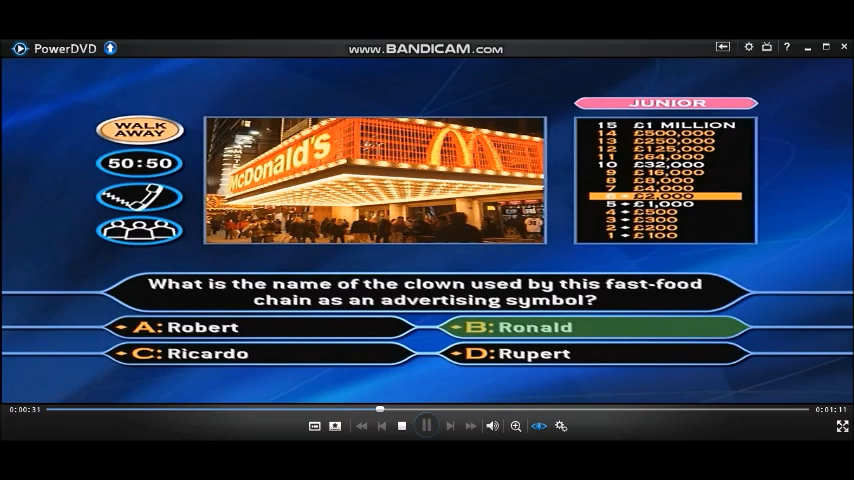 PowerDVD
www.BANDICAM.com
?
WALK
AWAY
50:50
McDonald's
JUNIOR
15 £1 MILLION
14 £500,000
13 £250,000
12 £125,000
11 £64,000
10 £32,000
9 £16,000
8 £8,000
7 £4,000
6 £2,000
5 £1,000
4 £500
3 £300
2 £200
1 £100
What is the name of the clown used by this fast-food
chain as an advertising symbol?
A: Robert
B: Ronald
C: Ricardo
D: Rupert
0:00:31
0:01:11